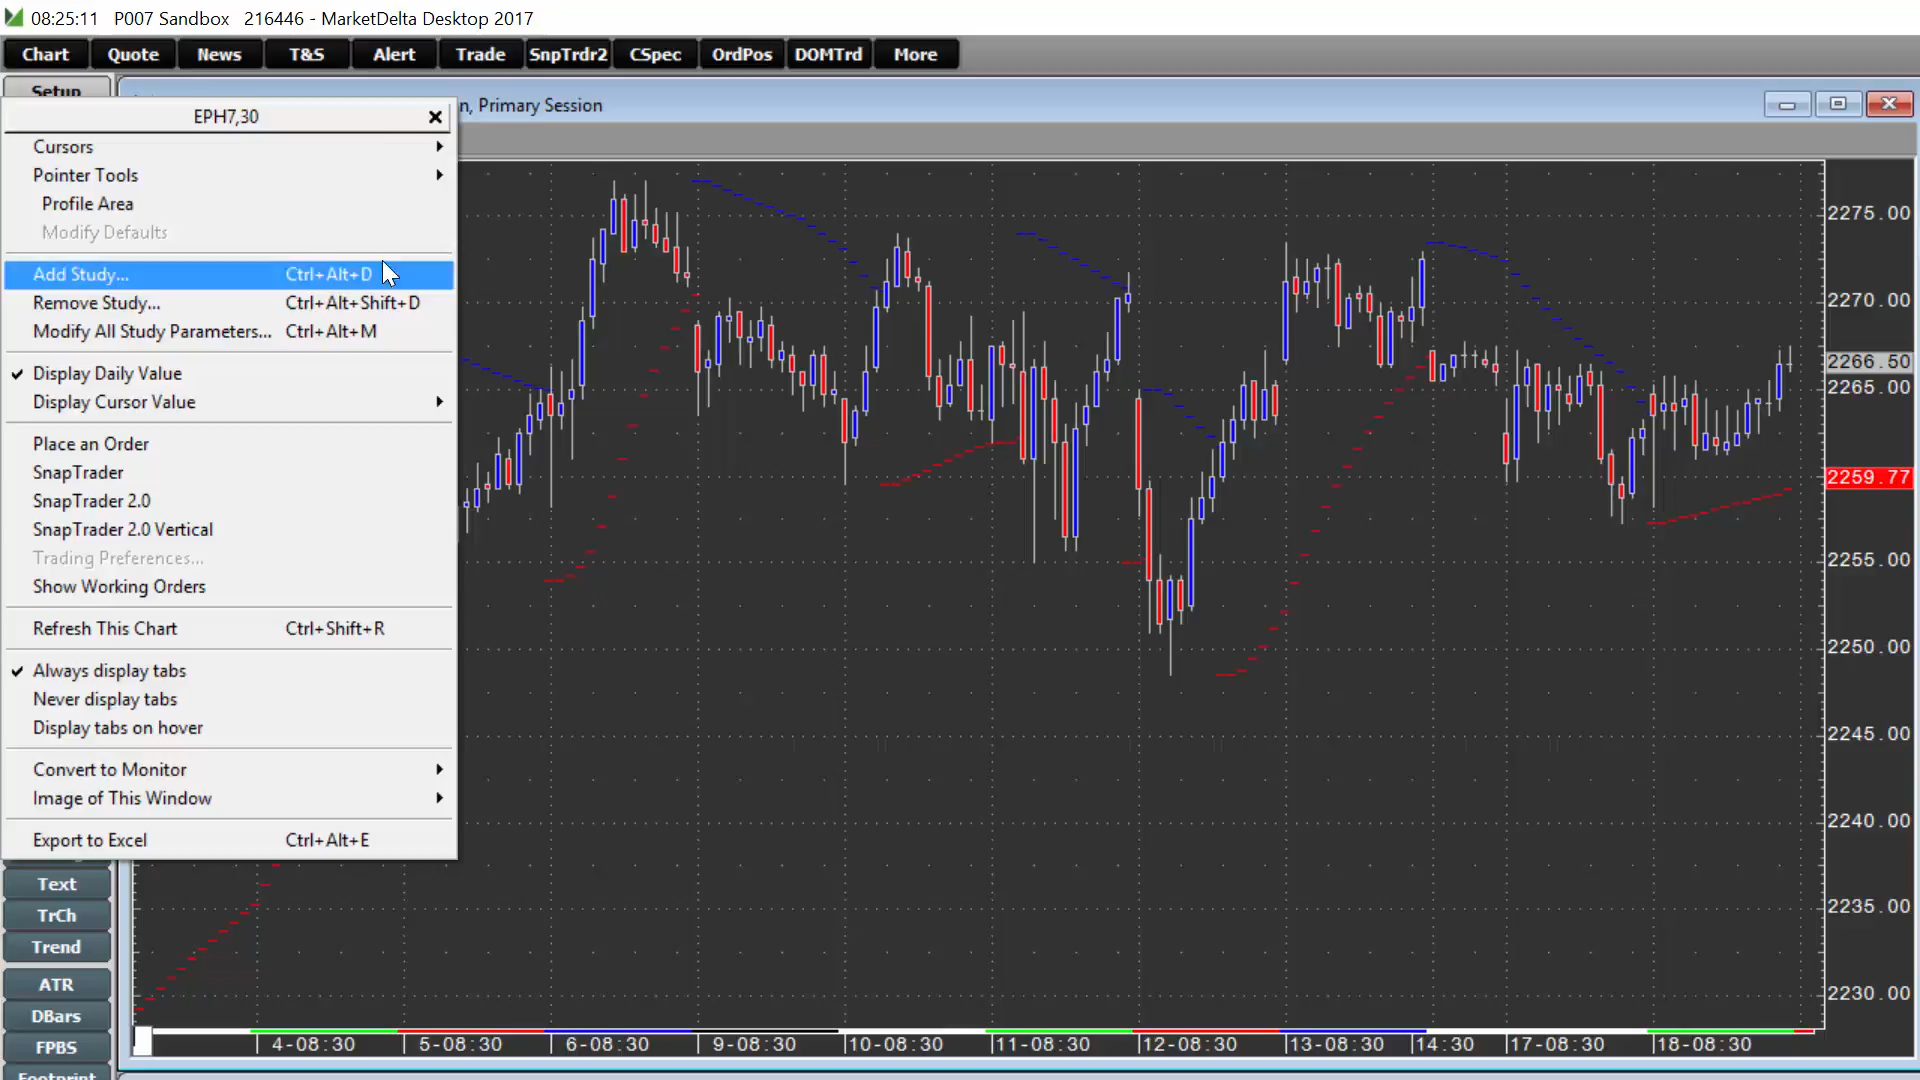 08:25:11 P007 Sandbox 216446 - MarketDelta Desktop 2017
Chart Quote News T&S Alert Trade SnpTrdr2 CSpec OrdPos DOMTrd More
Setup
n, Primary Session
EPH7,30
Cursors
Pointer Tools
Profile Area
Modify Defaults
Add Study... Ctrl+Alt+D
Remove Study... Ctrl+Alt+Shift+D
Modify All Study Parameters... Ctrl+Alt+M
Display Daily Value
Display Cursor Value
Place an Order
SnapTrader
SnapTrader 2.0
SnapTrader 2.0 Vertical
Trading Preferences...
Show Working Orders
Refresh This Chart Ctrl+Shift+R
Always display tabs
Never display tabs
Display tabs on hover
Convert to Monitor
Image of This Window
Export to Excel Ctrl+Alt+E
Text
TrCh
Trend
ATR
DBars
FPBS
Footprint
2275.00
2270.00
2266.50
2265.00
2259.77
2255.00
2250.00
2245.00
2240.00
2235.00
2230.00
4-08:30 5-08:30 6-08:30 9-08:30 10-08:30 11-08:30 12-08:30 13-08:30 14:30 17-08:30 18-08:30